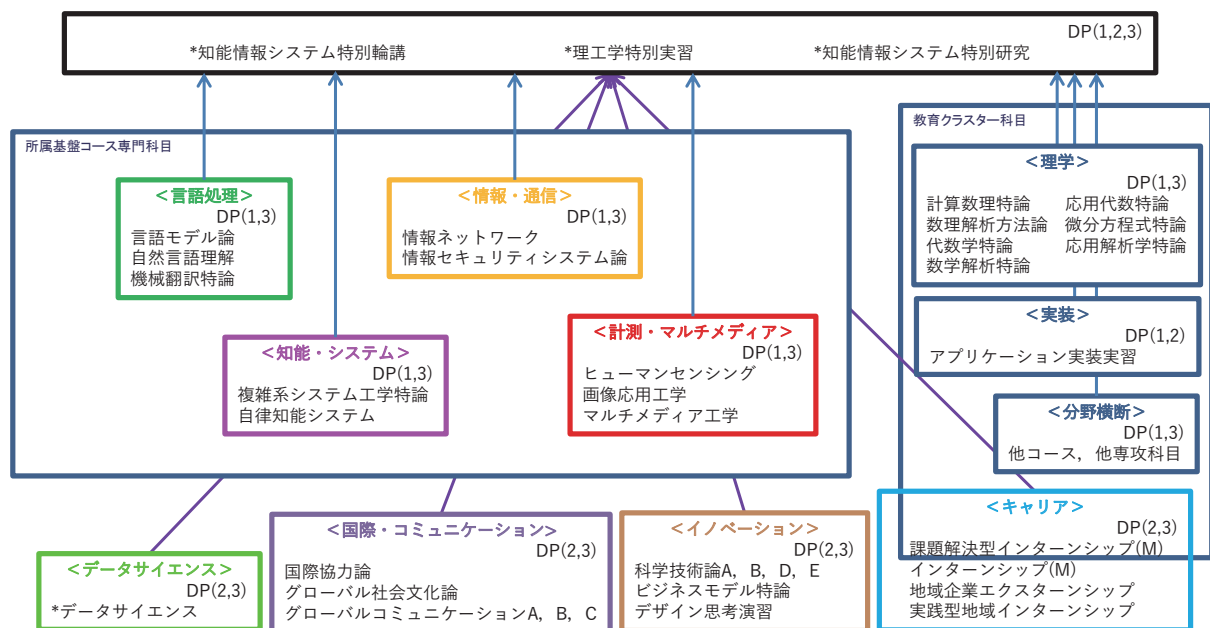 DP(1,2,3)
*知能情報システム特別輪講 *理工学特別実習 *知能情報システム特別研究
所属基盤コース専門科目
<言語処理>
DP(1,3)
言語モデル論
自然言語理解
機械翻訳特論
<情報・通信>
DP(1,3)
情報ネットワーク
情報セキュリティシステム論
<知能・システム>
DP(1,3)
複雑系システム工学特論
自律知能システム
<計測・マルチメディア>
DP(1,3)
ヒューマンセンシング
画像応用工学
マルチメディア工学
教育クラスター科目
<理学>
DP(1,3)
計算数理特論 応用代数特論
数理解析方法論 微分方程式特論
代数学特論 応用解析学特論
数学解析特論
<実装>
DP(1,2)
アプリケーション実装実習
<分野横断>
DP(1,3)
他コース，他専攻科目
<データサイエンス>
DP(2,3)
*データサイエンス
<国際・コミュニケーション>
DP(2,3)
国際協力論
グローバル社会文化論
グローバルコミュニケーションA，B，C
<イノベーション>
DP(2,3)
科学技術論A，B，D，E
ビジネスモデル特論
デザイン思考演習
<キャリア>
DP(2,3)
課題解決型インターンシップ(M)
インターンシップ(M)
地域企業エクスターンシップ
実践型地域インターンシップ